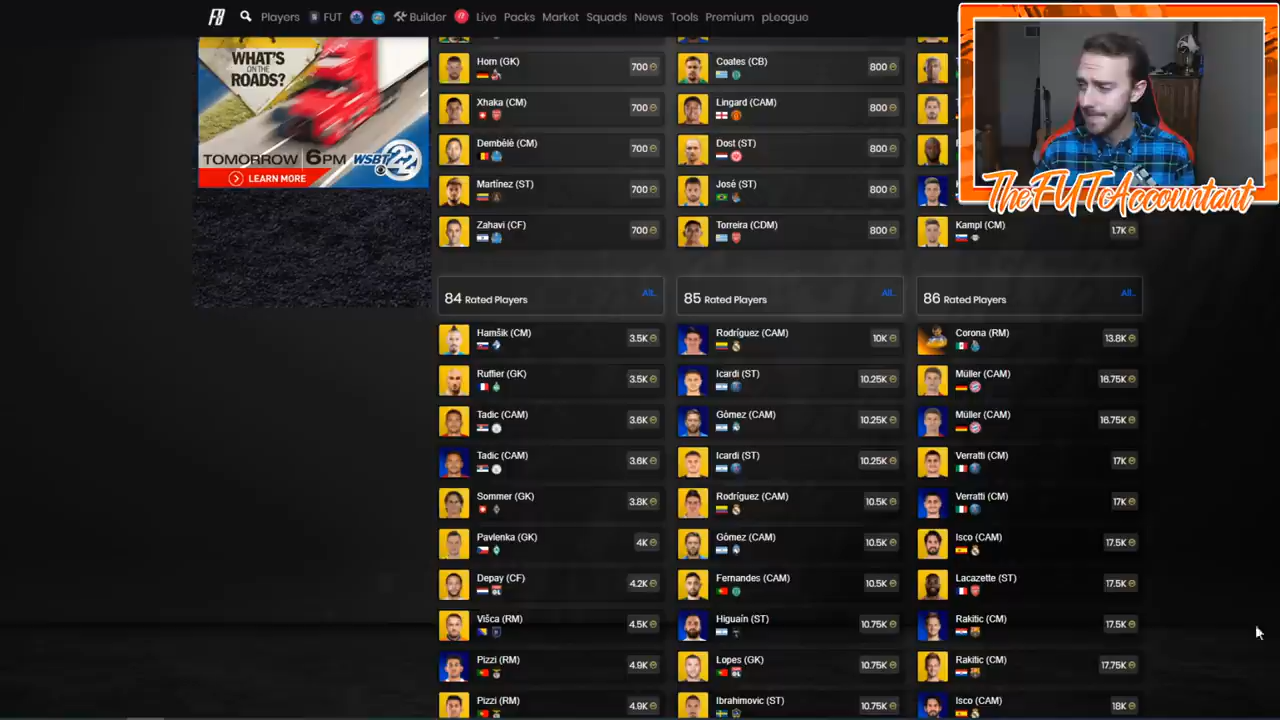 F8 Players FUT Builder Live Packs Market Squads News Tools Premium pLeague
WHAT'S
ON THE
ROADS?
TOMORROW 6PM WSBT 22
LEARN MORE
Horn (GK) 700
Xhaka (CM) 700
Dembélé (CM) 700
Martínez (ST) 700
Zahavi (CF) 700
Coates (CB) 800
Lingard (CAM) 800
Dost (ST) 800
José (ST) 800
Torreira (CDM) 800
Kampl (CM) 1.7K
TheFUTAccountant
84 Rated Players All..
Hamšik (CM) 3.5K
Ruffier (GK) 3.5K
Tadic (CAM) 3.6K
Tadic (CAM) 3.6K
Sommer (GK) 3.8K
Pavlenka (GK) 4K
Depay (CF) 4.2K
Višca (RM) 4.5K
Pizzi (RM) 4.9K
Pizzi (RM) 4.9K
85 Rated Players All..
Rodríguez (CAM) 10K
Icardi (ST) 10.25K
Gómez (CAM) 10.25K
Icardi (ST) 10.25K
Rodríguez (CAM) 10.5K
Gómez (CAM) 10.5K
Fernandes (CAM) 10.5K
Higuaín (ST) 10.75K
Lopes (GK) 10.75K
Ibrahimovic (ST) 10.75K
86 Rated Players All..
Corona (RM) 13.8K
Müller (CAM) 16.75K
Müller (CAM) 16.75K
Verratti (CM) 17K
Verratti (CM) 17K
Isco (CAM) 17.5K
Lacazette (ST) 17.5K
Rakitic (CM) 17.5K
Rakitic (CM) 17.75K
Isco (CAM) 18K